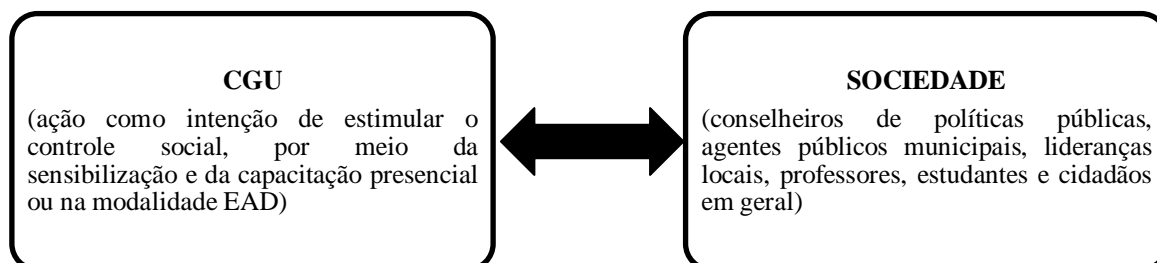 CGU
(ação como intenção de estimular o
controle social, por meio da
sensibilização e da capacitação presencial
ou na modalidade EAD)
SOCIEDADE
(conselheiros de políticas públicas,
agentes públicos municipais, lideranças
locais, professores, estudantes e cidadãos
em geral)